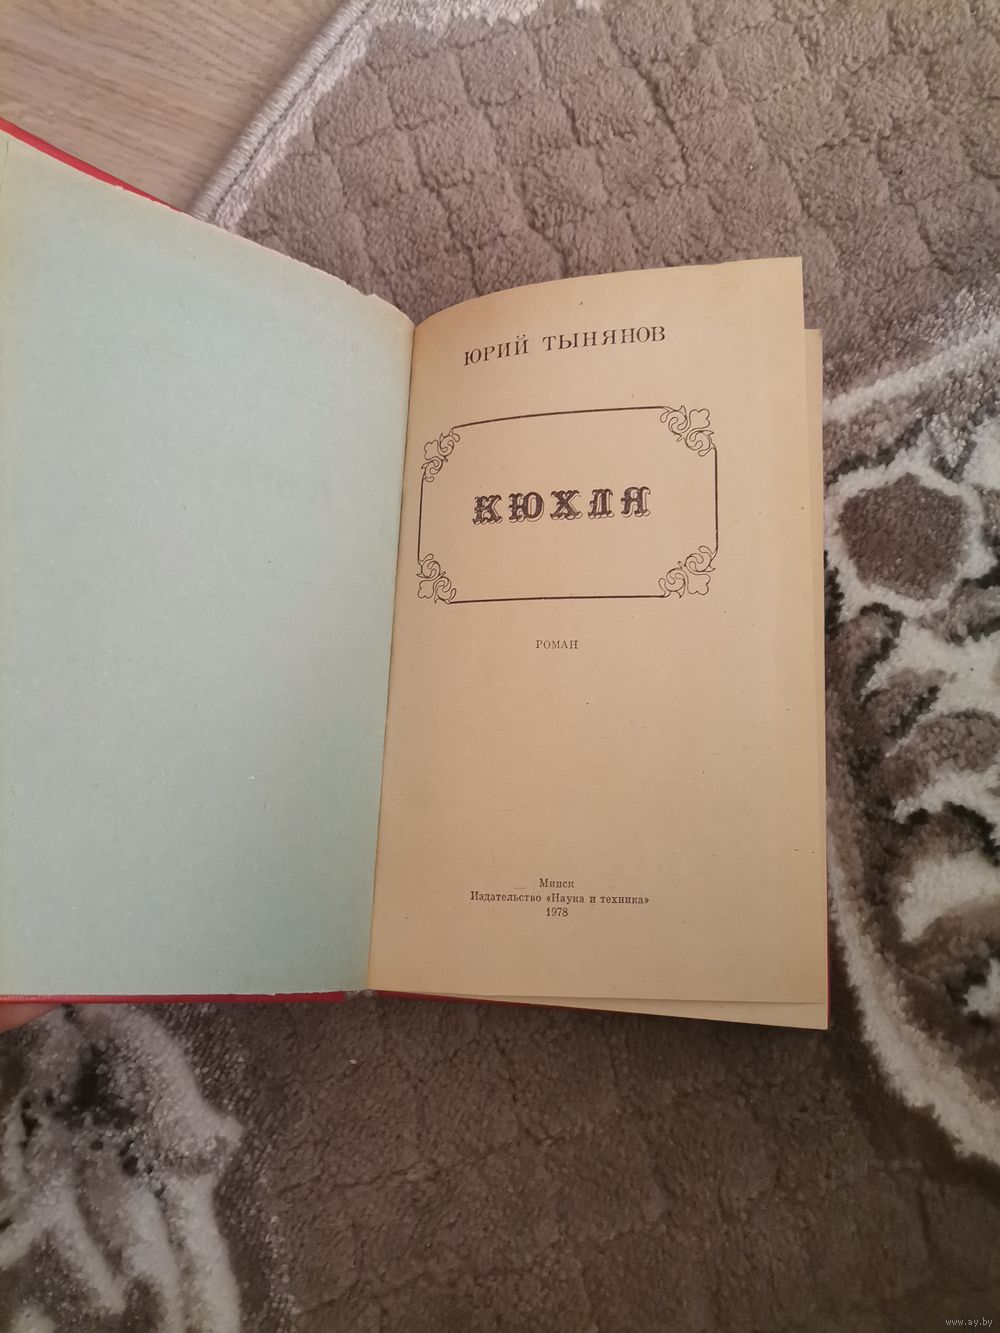 ЮРИЙ ТЫНЯНОВ
КЮХЛЯ
РОМАН
Минск
Издательство «Наука и техника»
1978
www.ay.by